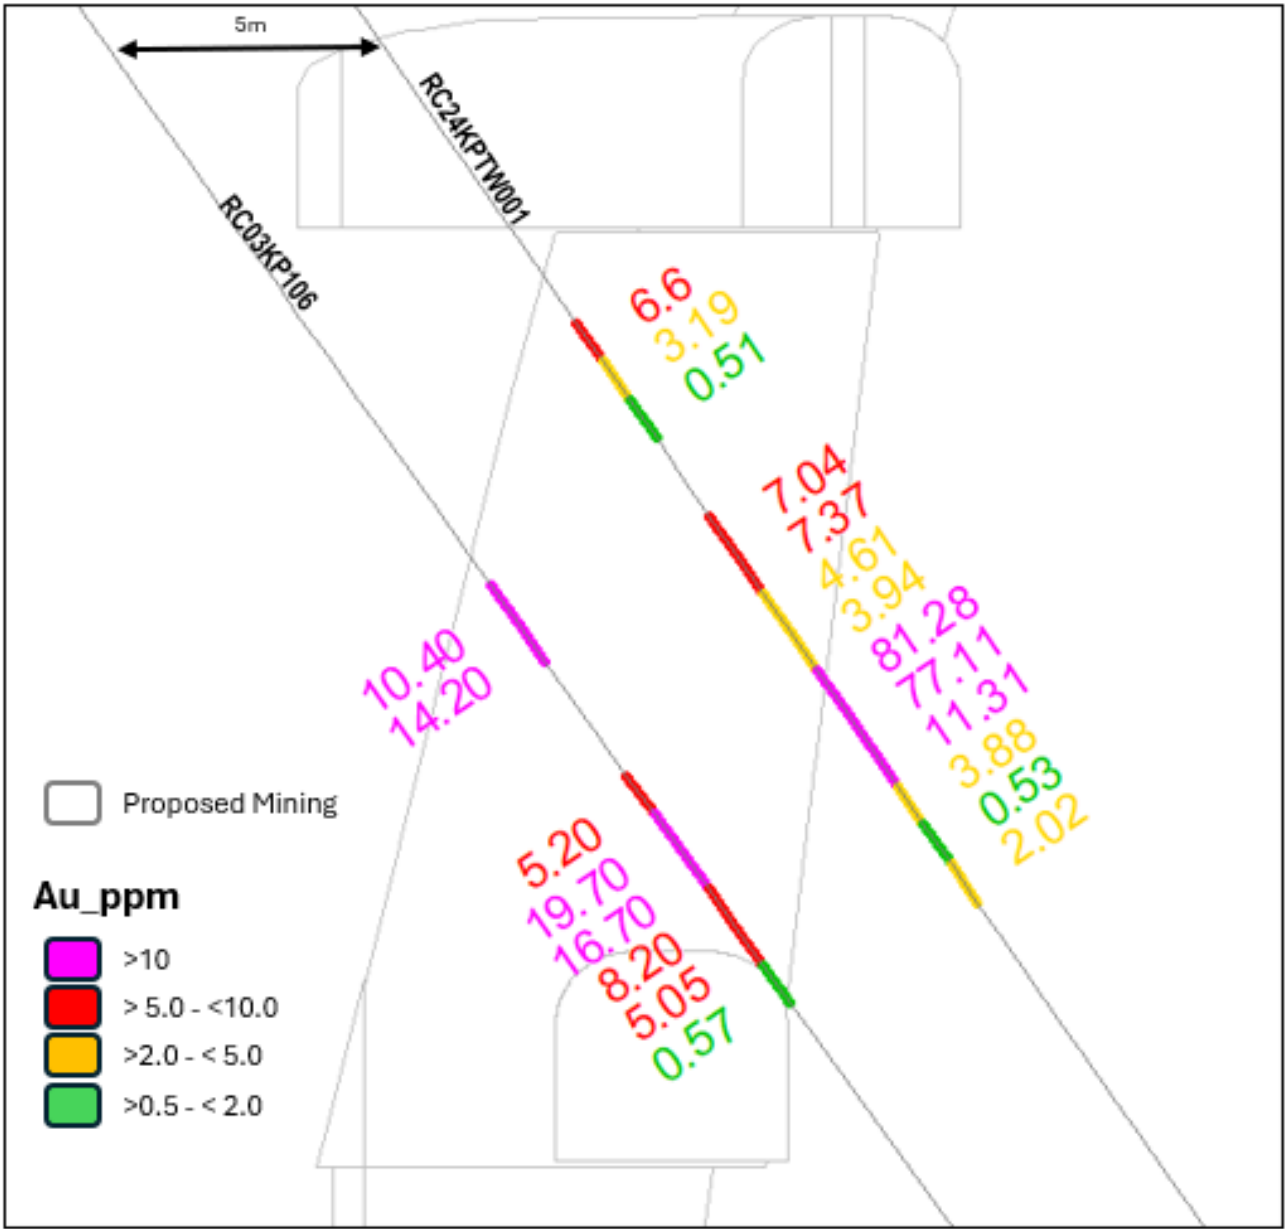 5m
RC24KPTW001
RC03KP106
6.6
3.19
0.51
7.04
7.37
4.61
3.94
81.28
77.11
11.31
3.88
0.53
2.02
10.40
14.20
5.20
19.70
16.70
8.20
5.05
0.57
Proposed Mining
Au_ppm
>10
> 5.0 - <10.0
>2.0 - < 5.0
>0.5 - < 2.0